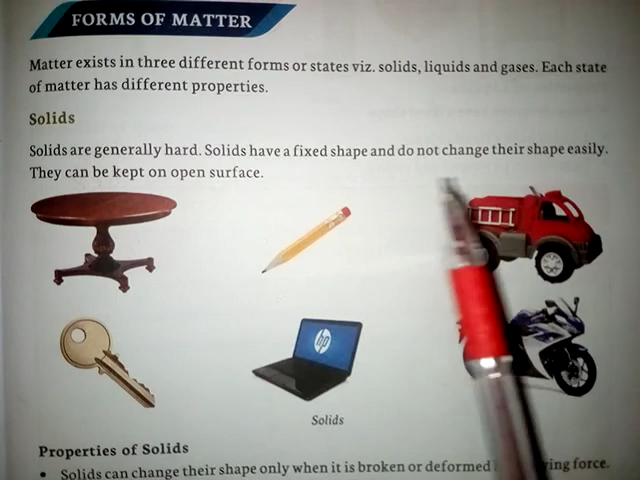 FORMS OF MATTER
Matter exists in three different forms or states viz. solids, liquids and gases. Each state
of matter has different properties.
Solids
Solids are generally hard. Solids have a fixed shape and do not change their shape easily.
They can be kept on open surface.
hp
Solids
Properties of Solids
• Solids can change their shape only when it is broken or deformed force.